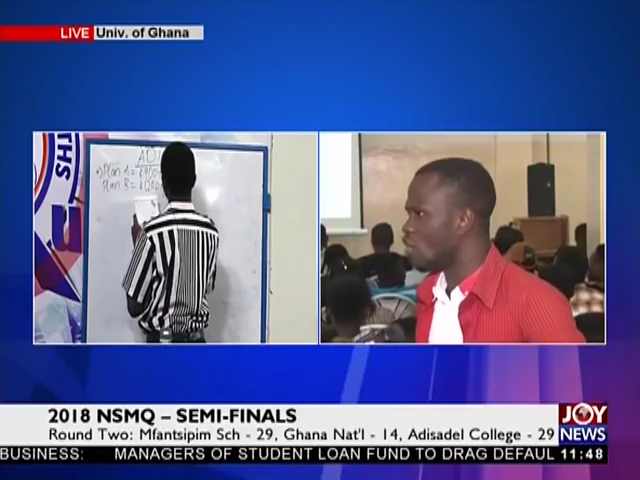 LIVE Univ. of Ghana
THS
2018 NSMQ – SEMI-FINALS
Round Two: Mfantsipim Sch - 29, Ghana Nat'l - 14, Adisadel College - 29
JOY
NEWS
BUSINESS: MANAGERS OF STUDENT LOAN FUND TO DRAG DEFAUL 11:48